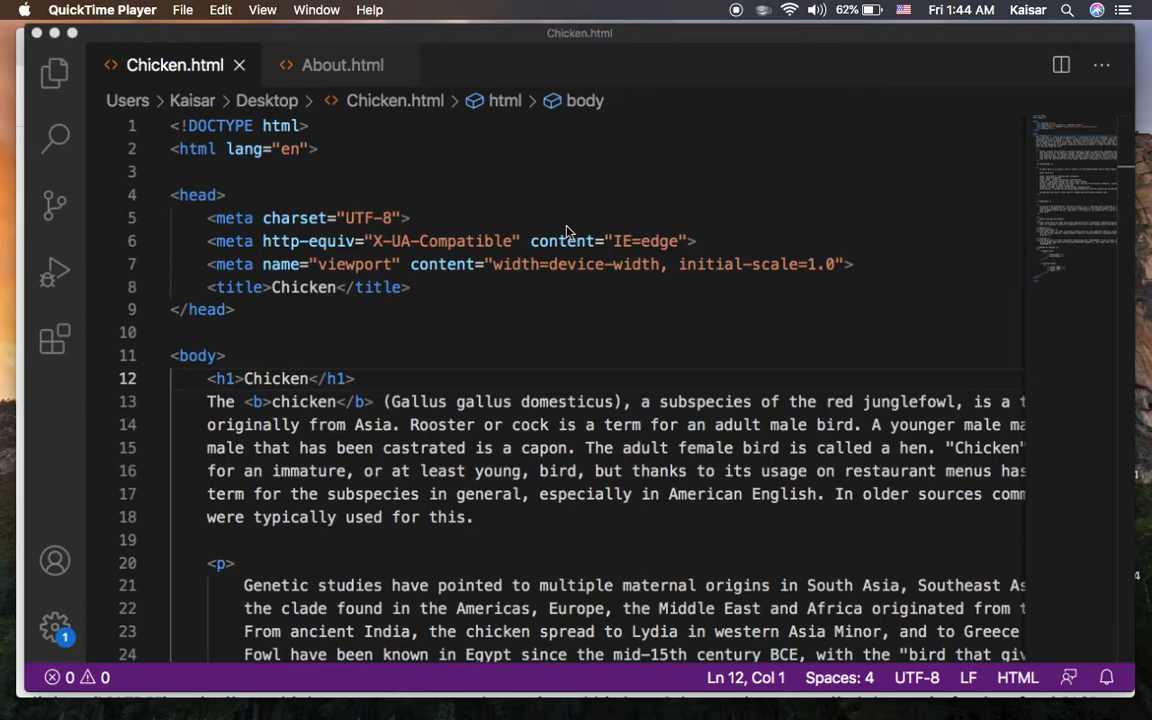 QuickTime Player File Edit View Window Help 62% Fri 1:44 AM Kaisar
Chicken.html
Chicken.html About.html
Users > Kaisar > Desktop > Chicken.html > html > body
1 <!DOCTYPE html>
2 <html lang="en">
3
4 <head>
5 <meta charset="UTF-8">
6 <meta http-equiv="X-UA-Compatible" content="IE=edge">
7 <meta name="viewport" content="width=device-width, initial-scale=1.0">
8 <title>Chicken</title>
9 </head>
10
11 <body>
12 <h1>Chicken</h1>
13 The <b>chicken</b> (Gallus gallus domesticus), a subspecies of the red junglefowl, is a t
14 originally from Asia. Rooster or cock is a term for an adult male bird. A younger male ma
15 male that has been castrated is a capon. The adult female bird is called a hen. "Chicken"
16 for an immature, or at least young, bird, but thanks to its usage on restaurant menus has
17 term for the subspecies in general, especially in American English. In older sources comm
18 were typically used for this.
19
20 <p>
21 Genetic studies have pointed to multiple maternal origins in South Asia, Southeast As
22 the clade found in the Americas, Europe, the Middle East and Africa originated from t
23 From ancient India, the chicken spread to Lydia in western Asia Minor, and to Greece
24 Fowl have been known in Egypt since the mid-15th century BCE, with the "bird that giv
1
0 0 Ln 12, Col 1 Spaces: 4 UTF-8 LF HTML